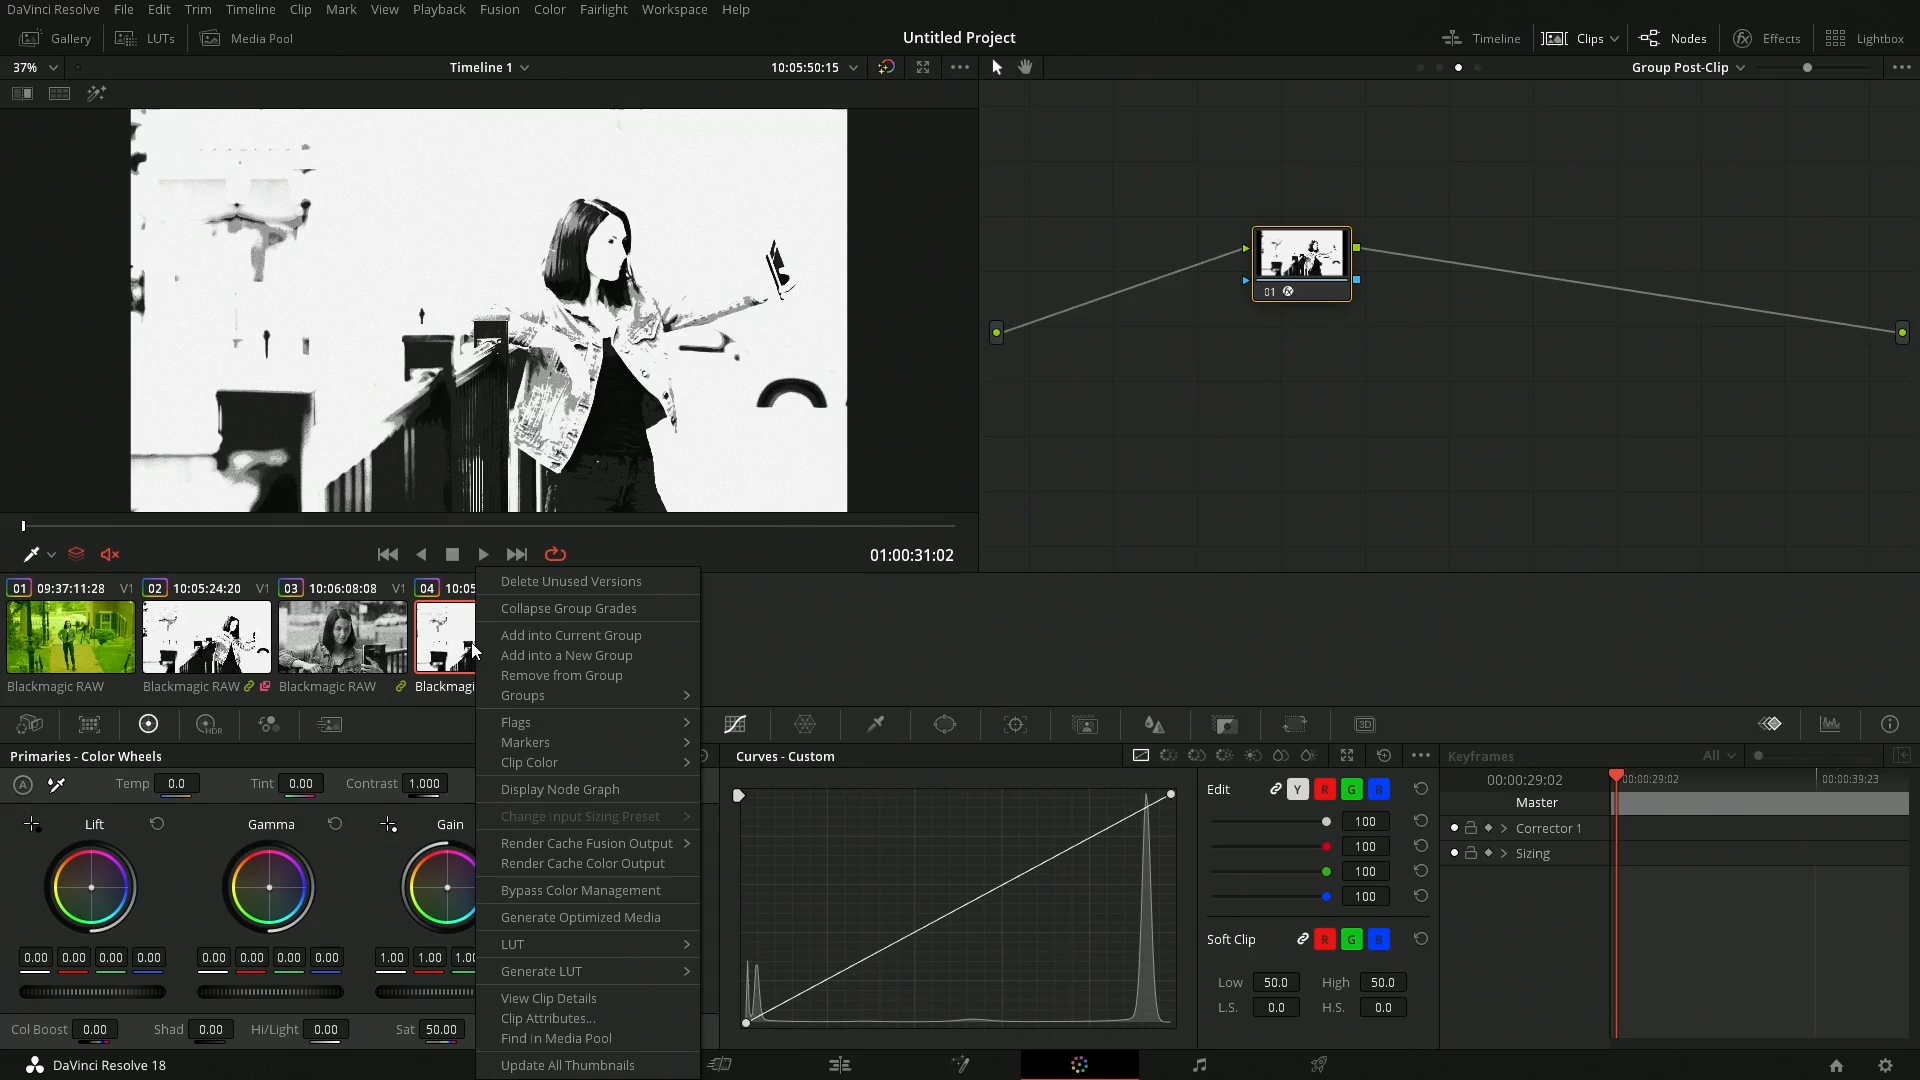 DaVinci Resolve File Edit Trim Timeline Clip Mark View Playback Fusion Color Fairlight Workspace Help
Gallery LUTs Media Pool Untitled Project Timeline Clips Nodes Effects Lightbox
37% Timeline 1 10:05:50:15 Group Post-Clip
01
01:00:31:02
01 09:37:11:28 V1 02 10:05:24:20 V1 03 10:06:08:08 V1 04 10:05
Blackmagic RAW Blackmagic RAW Blackmagic RAW Blackmagi
Delete Unused Versions
Collapse Group Grades
Add into Current Group
Add into a New Group
Remove from Group
Groups
Flags
Markers
Clip Color
Display Node Graph
Change Input Sizing Preset
Render Cache Fusion Output
Render Cache Color Output
Bypass Color Management
Generate Optimized Media
LUT
Generate LUT
View Clip Details
Clip Attributes...
Find In Media Pool
Update All Thumbnails
HDR 3D
Primaries - Color Wheels
A Temp 0.0 Tint 0.00 Contrast 1.000
Lift Gamma Gain
0.00 0.00 0.00 0.00 0.00 0.00 0.00 0.00 1.00 1.00 1.0
Col Boost 0.00 Shad 0.00 Hi/Light 0.00 Sat 50.00
Curves - Custom
Edit Y R G B
100
100
100
100
Soft Clip R G B
Low 50.0 High 50.0
L.S. 0.0 H.S. 0.0
Keyframes All
00:00:29:02 00:00:29:02 00:00:39:23
Master
Corrector 1
Sizing
DaVinci Resolve 18